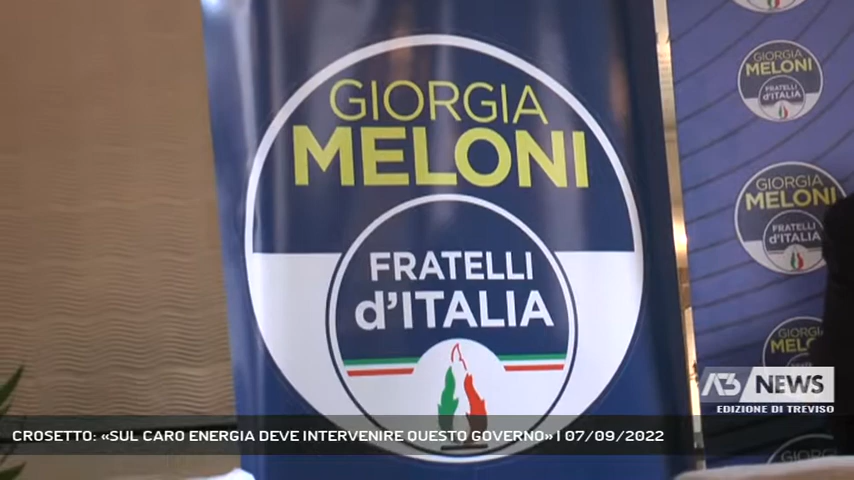 GIORGIA
MELONI
FRATELLI
d'ITALIA
GIORGIA
MELONI
FRATELLI
d'ITALIA
GIORGIA
MELONI
FRATELLI
d'ITALIA
GIORGIA
A3 NEWS
EDIZIONE DI TREVISO
CROSETTO: «SUL CARO ENERGIA DEVE INTERVENIRE QUESTO GOVERNO» | 07/09/2022